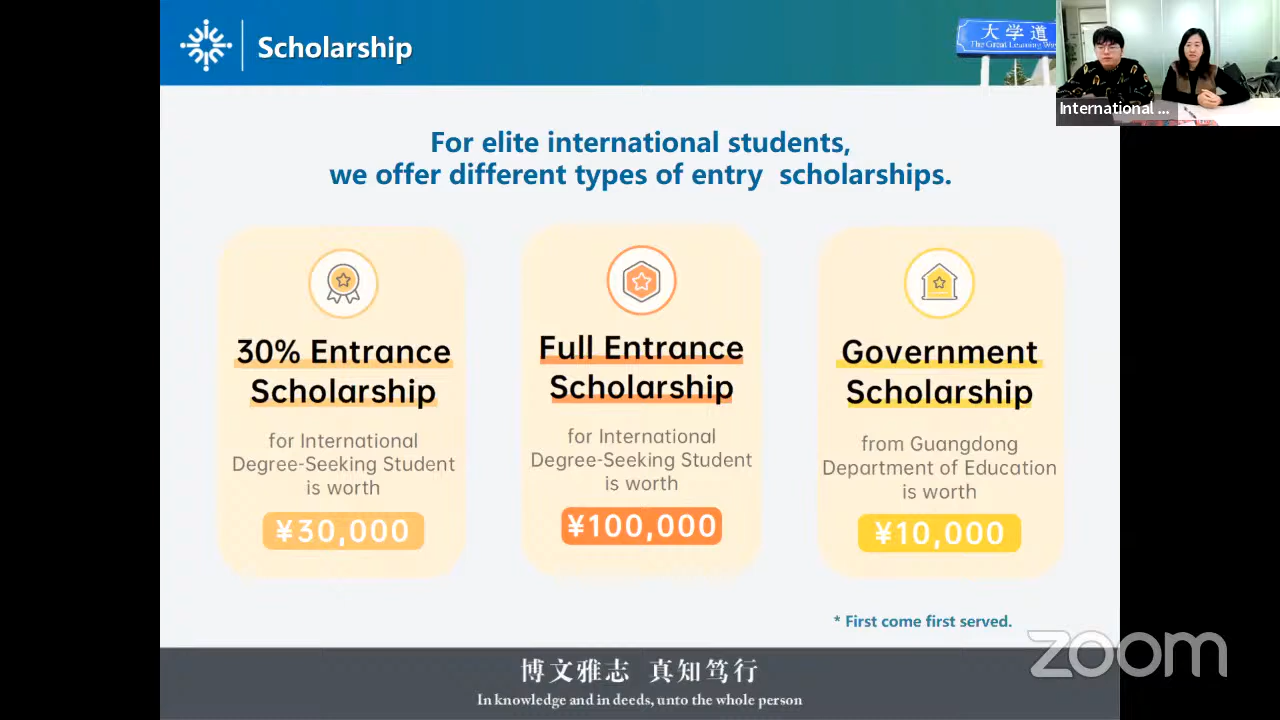 Scholarship
大学道
The Great Learning Way
International ...
For elite international students,
we offer different types of entry scholarships.
30% Entrance
Scholarship
for International
Degree-Seeking Student
is worth
¥30,000
Full Entrance
Scholarship
for International
Degree-Seeking Student
is worth
¥100,000
Government
Scholarship
from Guangdong
Department of Education
is worth
¥10,000
* First come first served.
zoom
博文雅志 真知笃行
In knowledge and in deeds, unto the whole person